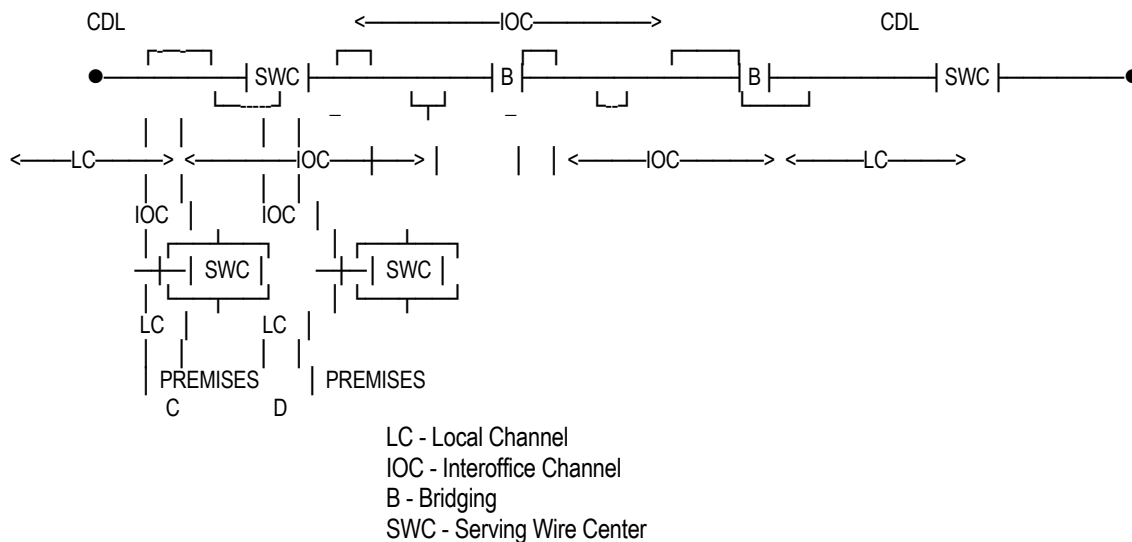 CDL <———IOC———> CDL
SWC B B SWC
<———LC———> <———IOC———> <———IOC———> <———LC———>
IOC IOC
SWC SWC
LC LC
PREMISES PREMISES
C D
LC - Local Channel
IOC - Interoffice Channel
B - Bridging
SWC - Serving Wire Center